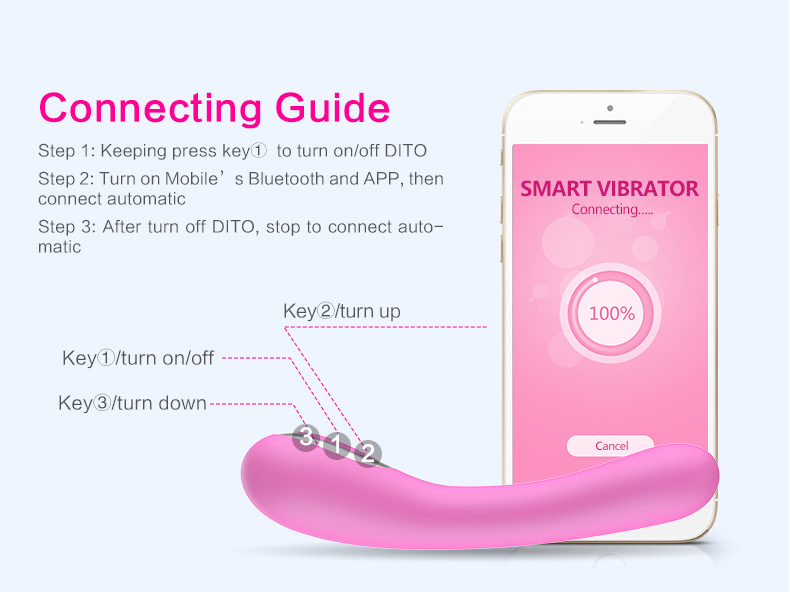 Connecting Guide
Step 1: Keeping press key① to turn on/off DITO
Step 2: Turn on Mobile's Bluetooth and APP, then
connect automatic
Step 3: After turn off DITO, stop to connect auto-
matic
SMART VIBRATOR
Connecting.....
100%
Key②/turn up
Key①/turn on/off
Key③/turn down
3
1
2
Cancel